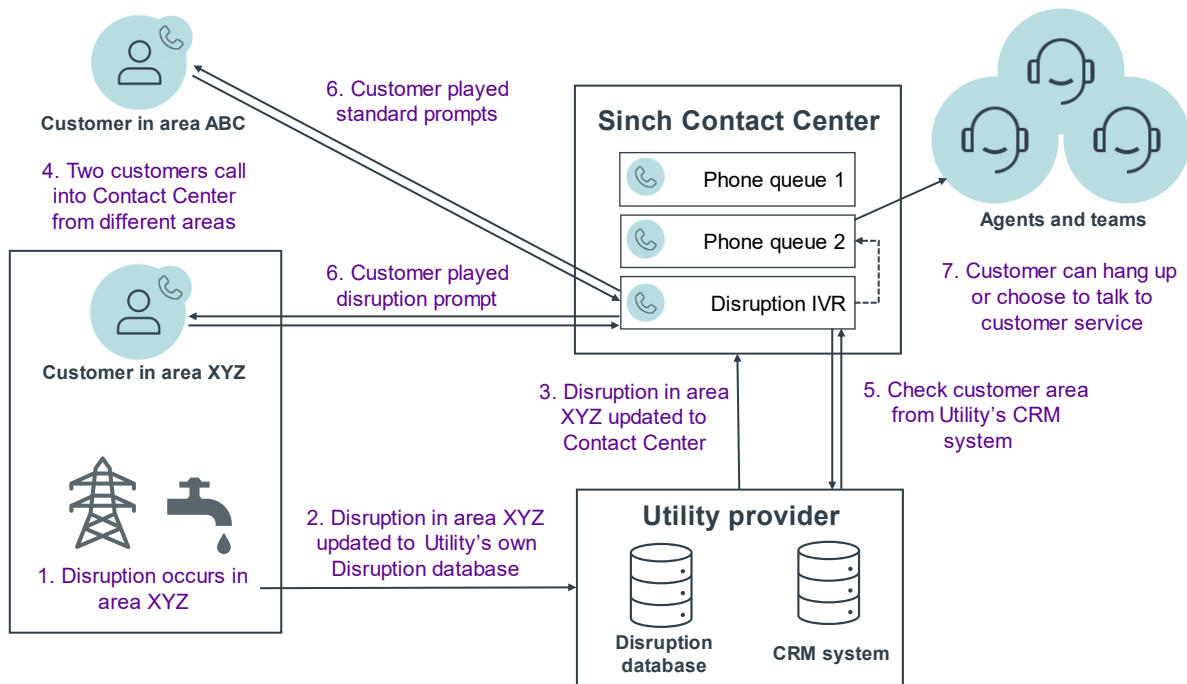 Customer in area ABC
4. Two customers call
into Contact Center
from different areas
6. Customer played
standard prompts
Sinch Contact Center
Phone queue 1
Phone queue 2
Disruption IVR
Agents and teams
7. Customer can hang up
or choose to talk to
customer service
Customer in area XYZ
6. Customer played
disruption prompt
3. Disruption in area
XYZ updated to
Contact Center
5. Check customer area
from Utility’s CRM
system
1. Disruption occurs in
area XYZ
2. Disruption in area XYZ
updated to Utility’s own
Disruption database
Utility provider
Disruption
database
CRM system